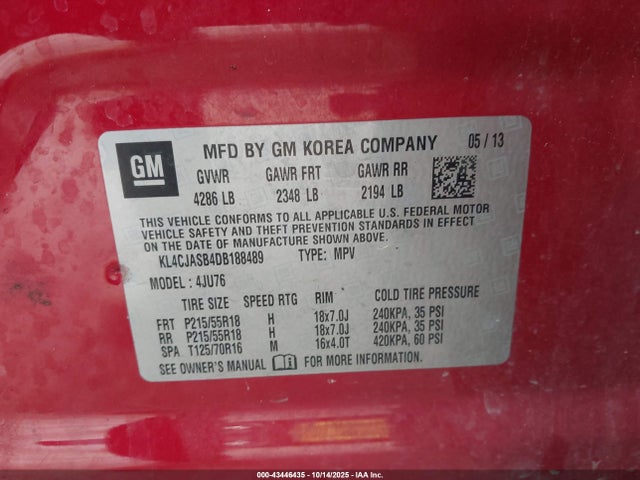 GM
MFD BY GM KOREA COMPANY 05 / 13
GVWR GAWR FRT GAWR RR
4286 LB 2348 LB 2194 LB
THIS VEHICLE CONFORMS TO ALL APPLICABLE U.S. FEDERAL MOTOR
VEHICLE SAFETY AND THEFT PREVENTION STANDARDS IN EFFECT
ON THE DATE OF MANUFACTURE SHOWN ABOVE.
KL4CJASB4DB188489 TYPE: MPV
MODEL : 4JU76
TIRE SIZE SPEED RTG RIM COLD TIRE PRESSURE
FRT P215/55R18 H 18x7.0J 240KPA, 35 PSI
RR P215/55R18 H 18x7.0J 240KPA, 35 PSI
SPA T125/70R16 M 16x4.0T 420KPA, 60 PSI
SEE OWNER'S MANUAL FOR ADDITIONAL INFORMATION.
000-43446435 - 10/14/2025 - IAA Inc.